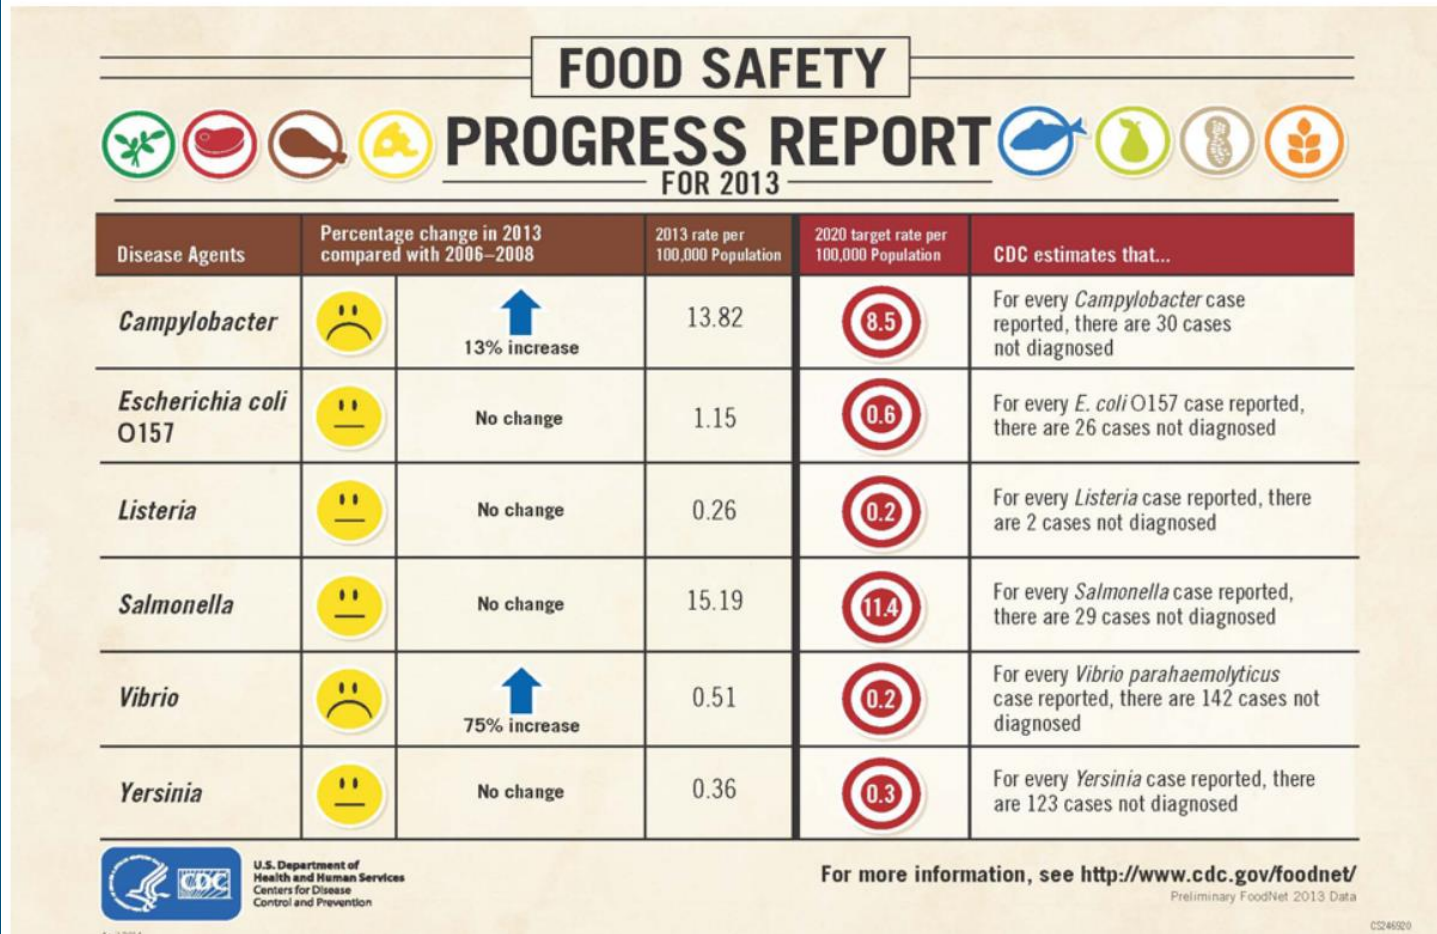 FOOD SAFETY
PROGRESS REPORT
FOR 2013
Disease Agents
Percentage change in 2013
compared with 2006–2008
2013 rate per
100,000 Population
2020 target rate per
100,000 Population
CDC estimates that...
Campylobacter
13% increase
13.82
8.5
For every Campylobacter case
reported, there are 30 cases
not diagnosed
Escherichia coli
O157
No change
1.15
0.6
For every E. coli O157 case reported,
there are 26 cases not diagnosed
Listeria
No change
0.26
0.2
For every Listeria case reported, there
are 2 cases not diagnosed
Salmonella
No change
15.19
11.4
For every Salmonella case reported,
there are 29 cases not diagnosed
Vibrio
75% increase
0.51
0.2
For every Vibrio parahaemolyticus
case reported, there are 142 cases not
diagnosed
Yersinia
No change
0.36
0.3
For every Yersinia case reported, there
are 123 cases not diagnosed
CDC
U.S. Department of
Health and Human Services
Centers for Disease
Control and Prevention
For more information, see http://www.cdc.gov/foodnet/
Preliminary FoodNet 2013 Data
CS246920